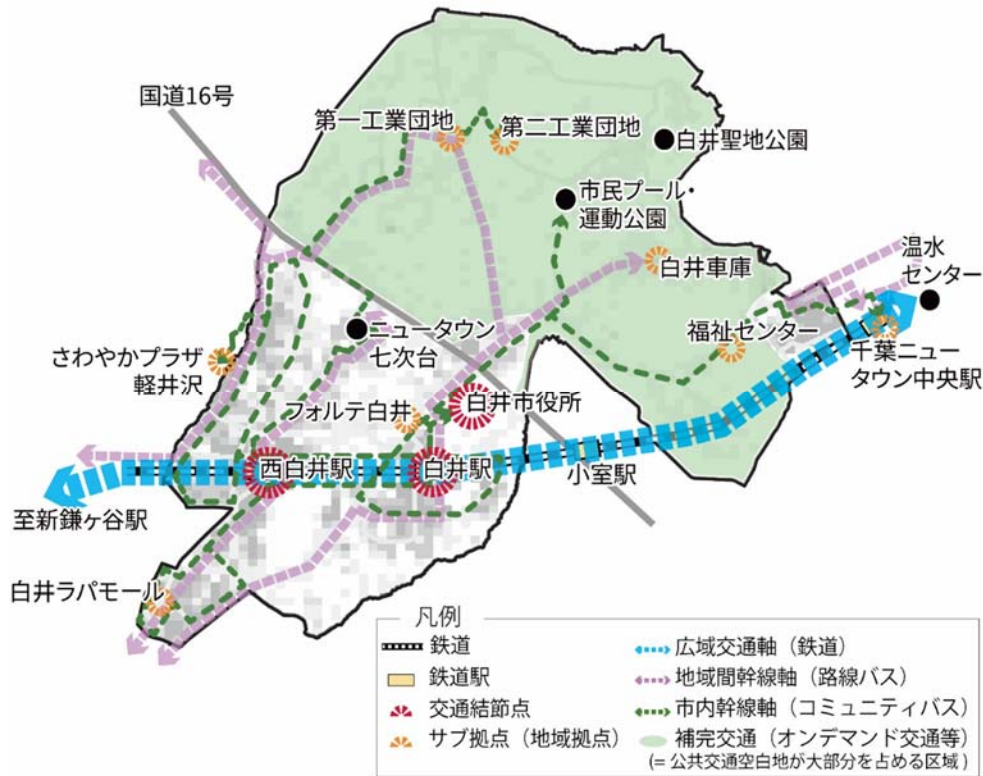 国道16号
第一工業団地
第二工業団地
白井聖地公園
市民プール・
運動公園
白井車庫
温水
センター
ニュータウン
七次台
福祉センター
千葉ニュー
タウン中央駅
さわやかプラザ
軽井沢
フォルテ白井
白井市役所
西白井駅
白井駅
小室駅
至新鎌ヶ谷駅
白井ラパモール
凡例
鉄道
鉄道駅
交通結節点
サブ拠点（地域拠点）
広域交通軸（鉄道）
地域間幹線軸（路線バス）
市内幹線軸（コミュニティバス）
補完交通（オンデマンド交通等）
(= 公共交通空白地が大部分を占める区域 )